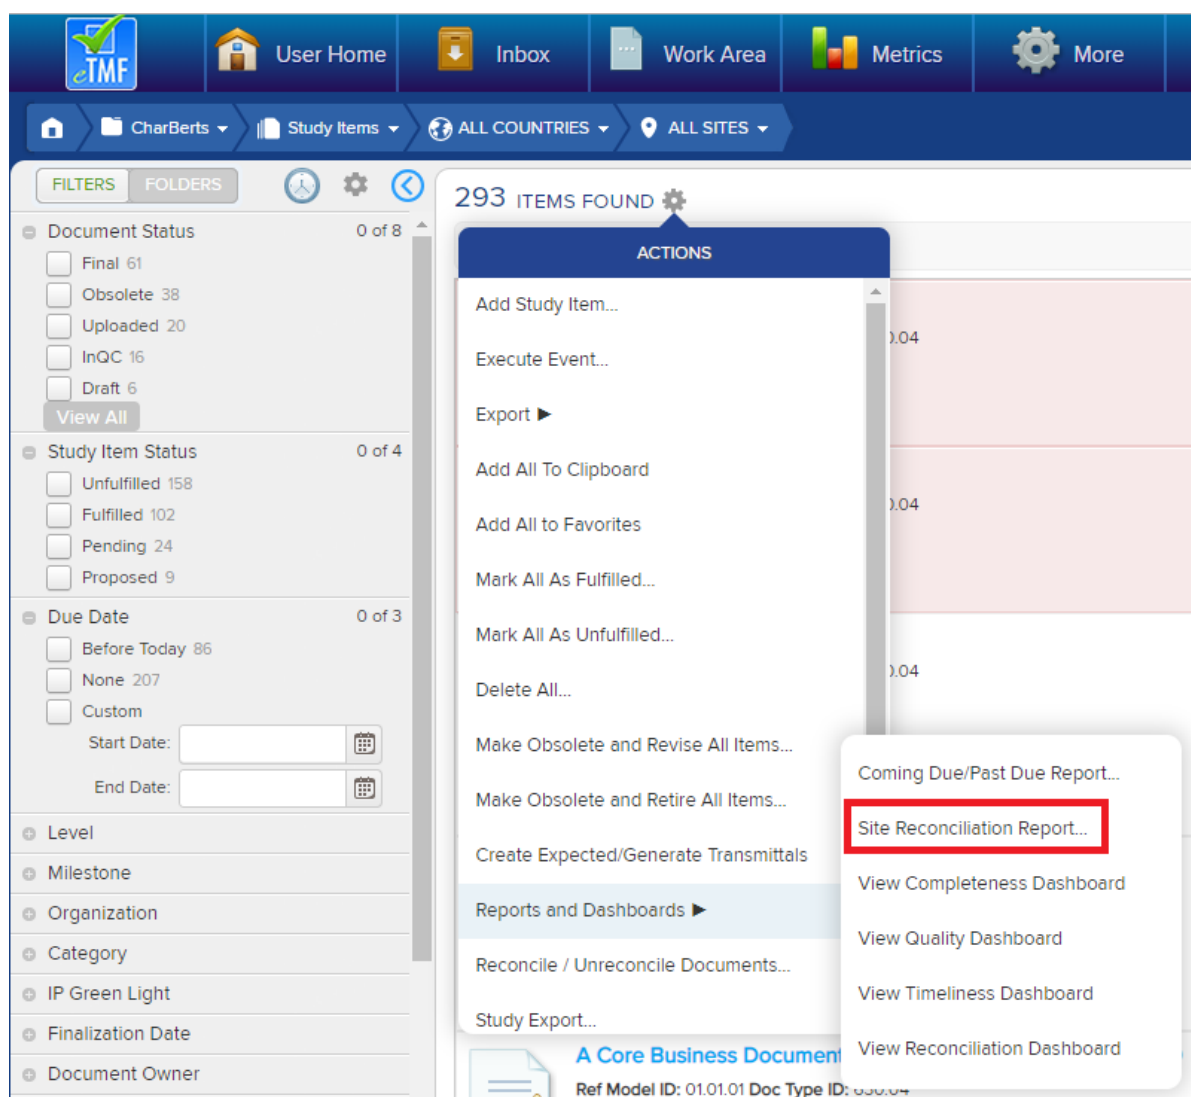 eTMF
User Home
Inbox
Work Area
Metrics
More
CharBerts
Study Items
ALL COUNTRIES
ALL SITES
FILTERS
FOLDERS
293 ITEMS FOUND
Document Status 0 of 8
Final 61
Obsolete 38
Uploaded 20
InQC 16
Draft 6
View All
Study Item Status 0 of 4
Unfulfilled 158
Fulfilled 102
Pending 24
Proposed 9
Due Date 0 of 3
Before Today 86
None 207
Custom
Start Date:
End Date:
Level
Milestone
Organization
Category
IP Green Light
Finalization Date
Document Owner
ACTIONS
Add Study Item...
Execute Event...
Export ▶
Add All To Clipboard
Add All to Favorites
Mark All As Fulfilled...
Mark All As Unfulfilled...
Delete All...
Make Obsolete and Revise All Items...
Make Obsolete and Retire All Items...
Create Expected/Generate Transmittals
Reports and Dashboards ▶
Reconcile / Unreconcile Documents...
Study Export...
.04
.04
.04
Coming Due/Past Due Report...
Site Reconciliation Report...
View Completeness Dashboard
View Quality Dashboard
View Timeliness Dashboard
View Reconciliation Dashboard
A Core Business Document
Ref Model ID: 01.01.01 Doc Type ID: